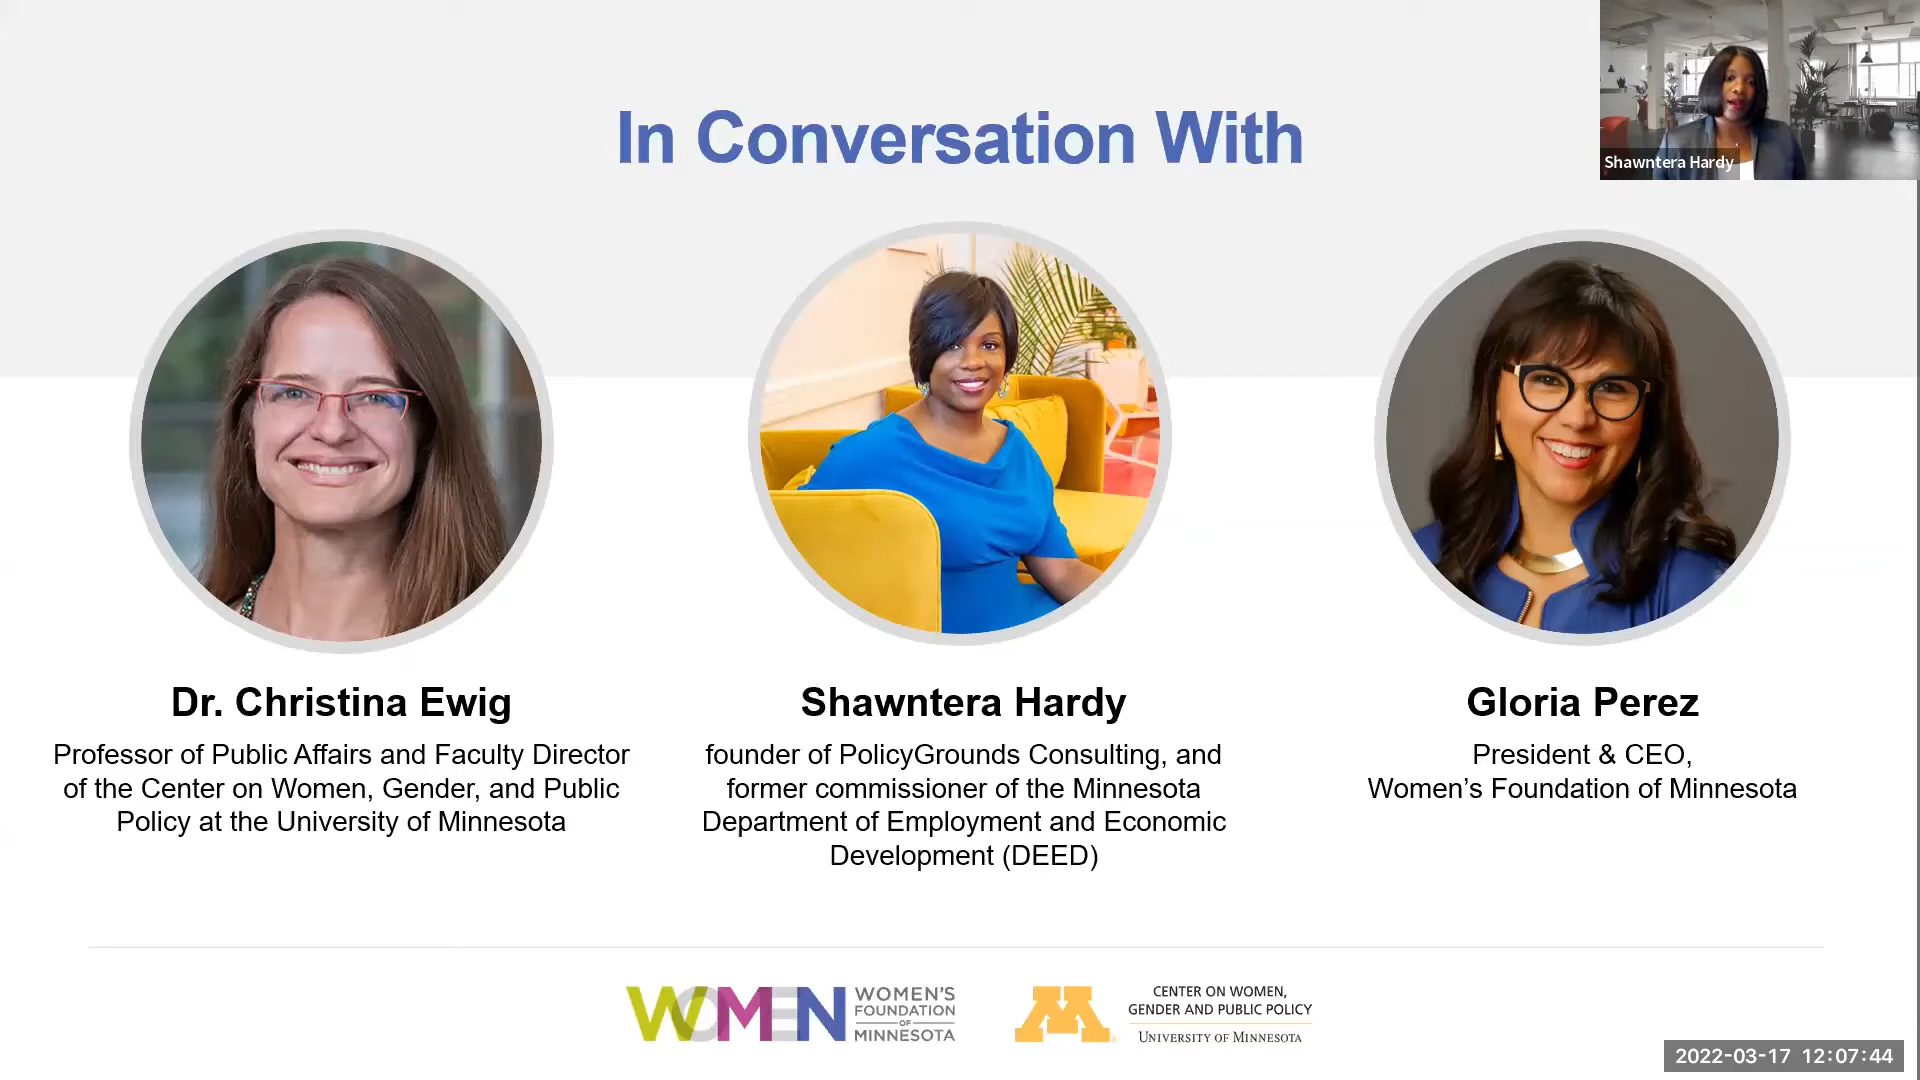 In Conversation With
Shawntera Hardy
Dr. Christina Ewig
Professor of Public Affairs and Faculty Director
of the Center on Women, Gender, and Public
Policy at the University of Minnesota
Shawntera Hardy
founder of PolicyGrounds Consulting, and
former commissioner of the Minnesota
Department of Employment and Economic
Development (DEED)
Gloria Perez
President & CEO,
Women’s Foundation of Minnesota
WOMEN
WOMEN'S
FOUNDATION
OF
MINNESOTA
M
CENTER ON WOMEN,
GENDER AND PUBLIC POLICY
UNIVERSITY OF MINNESOTA
2022-03-17 12:07:44